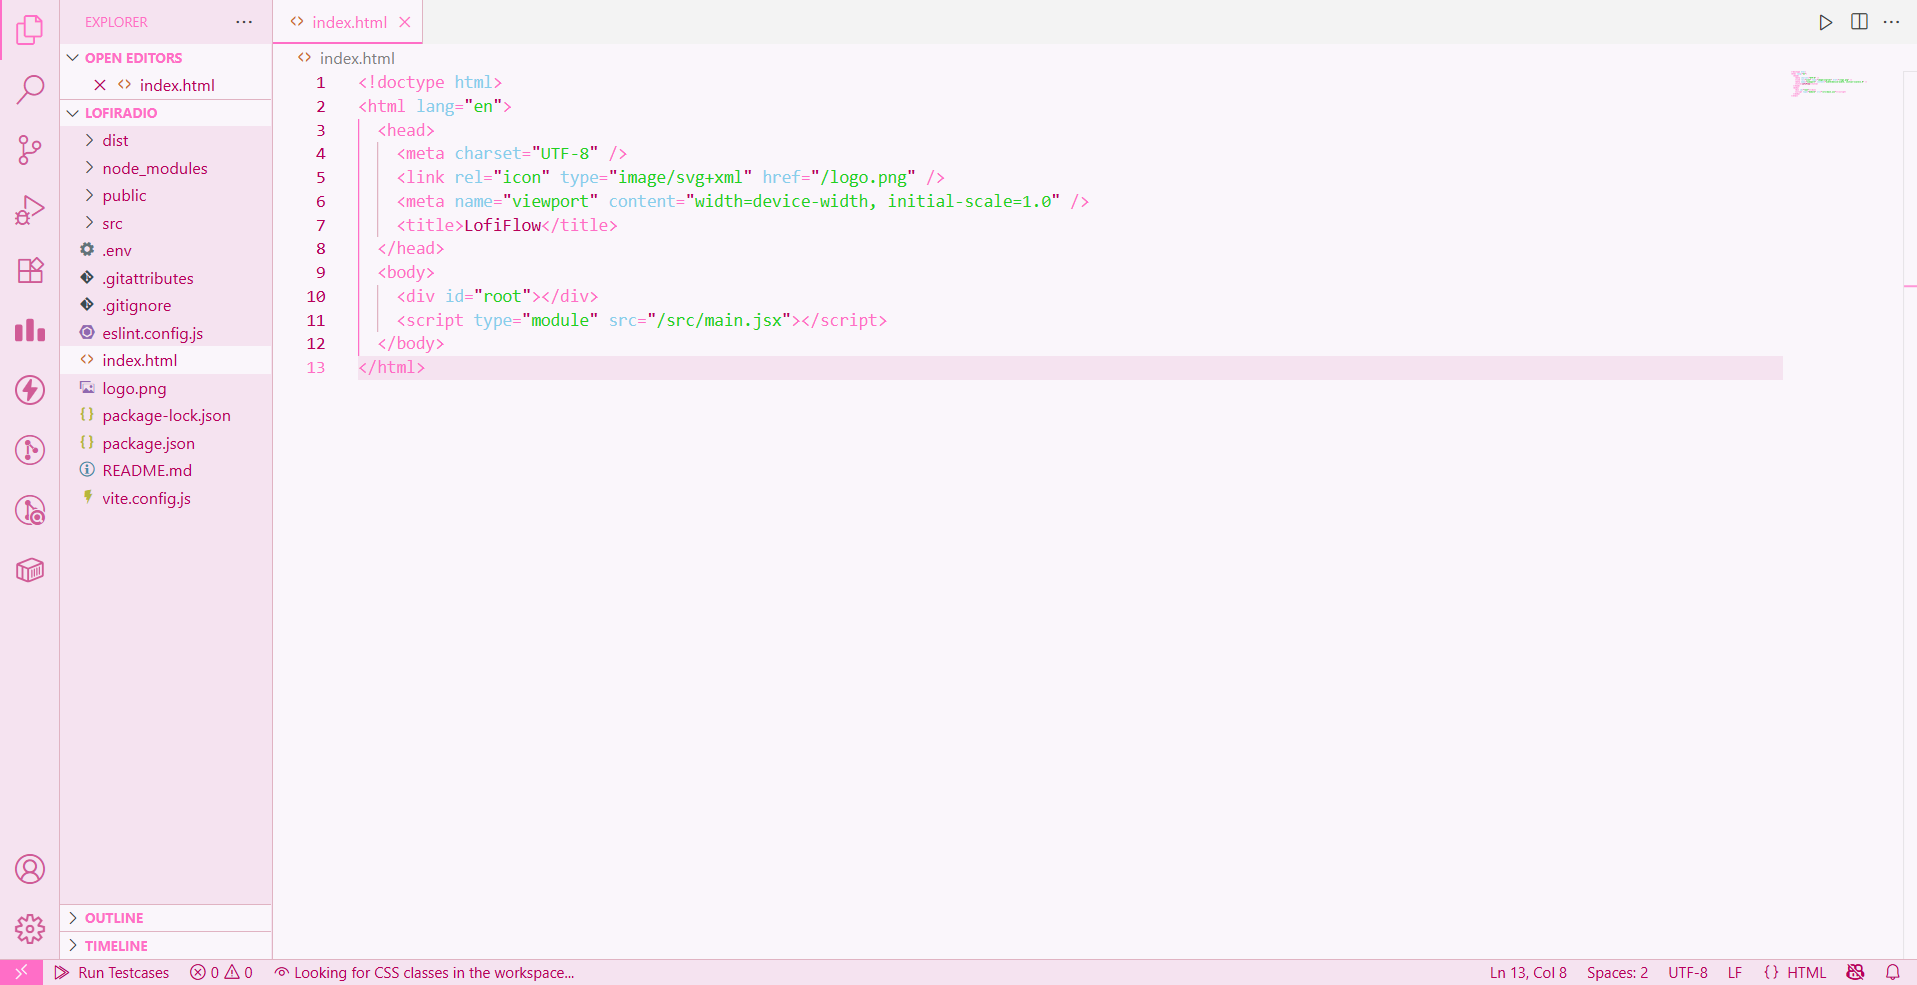 EXPLORER
OPEN EDITORS
index.html
LOFIRADIO
dist
node_modules
public
src
.env
.gitattributes
.gitignore
eslint.config.js
index.html
logo.png
package-lock.json
package.json
README.md
vite.config.js
OUTLINE
TIMELINE
index.html
index.html
1 <!doctype html>
2 <html lang="en">
3 <head>
4 <meta charset="UTF-8" />
5 <link rel="icon" type="image/svg+xml" href="/logo.png" />
6 <meta name="viewport" content="width=device-width, initial-scale=1.0" />
7 <title>LofiFlow</title>
8 </head>
9 <body>
10 <div id="root"></div>
11 <script type="module" src="/src/main.jsx"></script>
12 </body>
13 </html>
Run Testcases 0 0 Looking for CSS classes in the workspace... Ln 13, Col 8 Spaces: 2 UTF-8 LF {} HTML